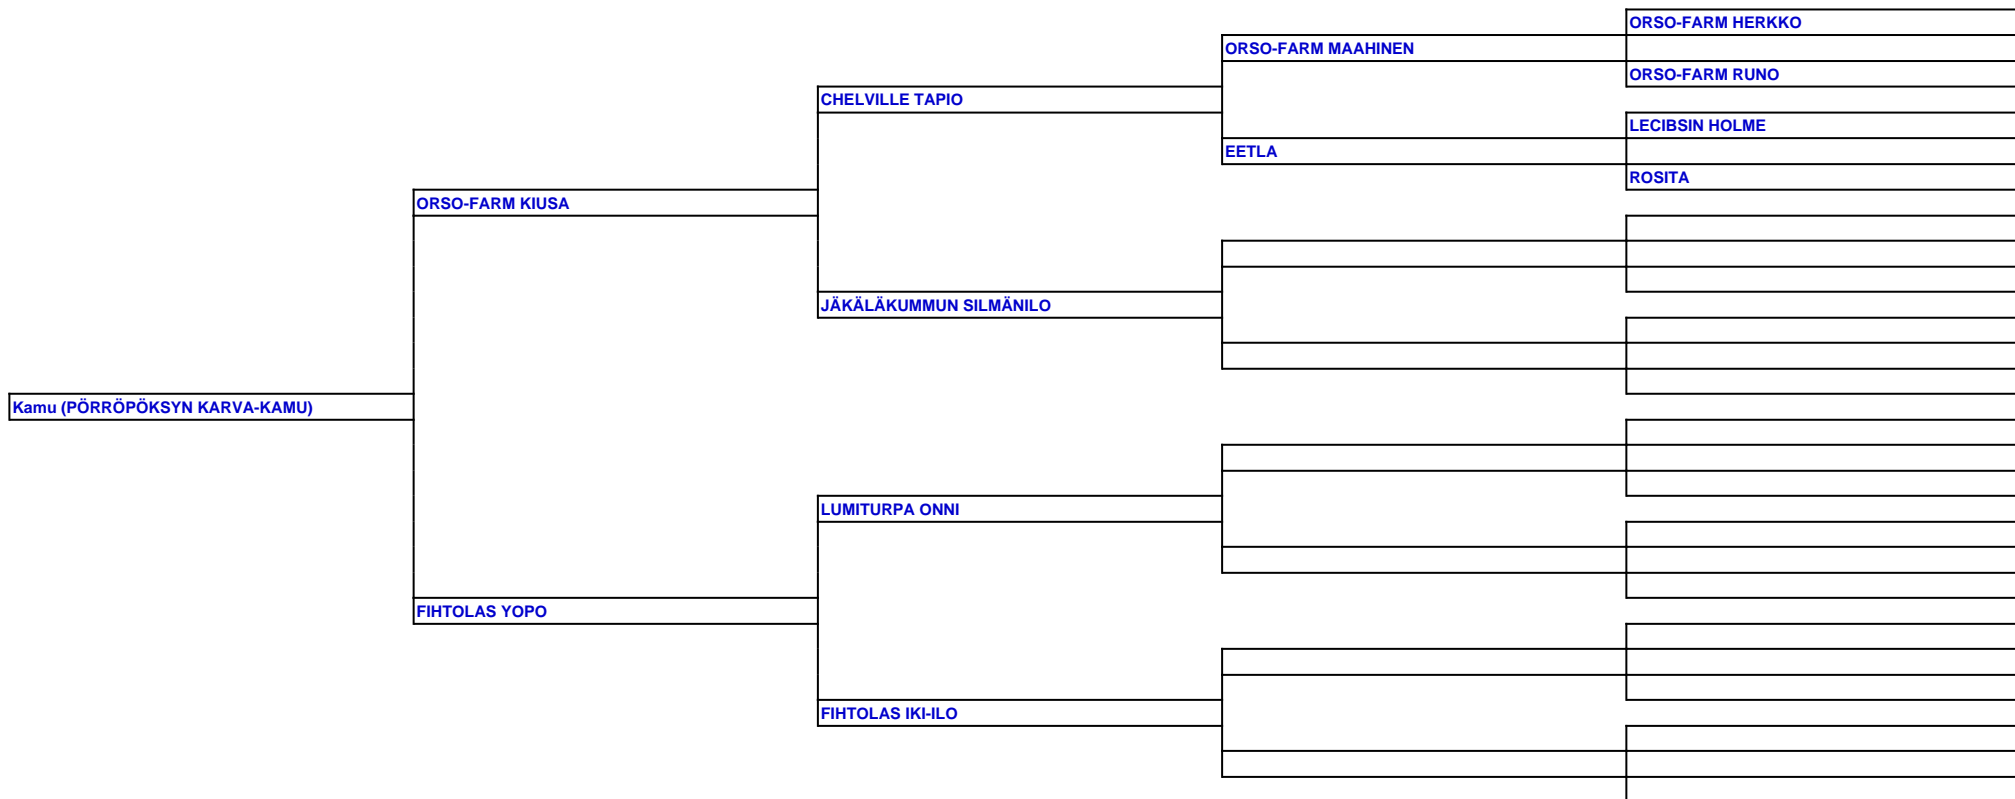 ORSO-FARM HERKKO
ORSO-FARM MAAHINEN
ORSO-FARM RUNO
CHELVILLE TAPIO
LECIBSIN HOLME
EETLA
ROSITA
ORSO-FARM KIUSA
JÄKÄLÄKUMMUN SILMÄNILO
Kamu (PÖRRÖPÖKSYN KARVA-KAMU)
LUMITURPA ONNI
FIHTOLAS YOPO
FIHTOLAS IKI-ILO